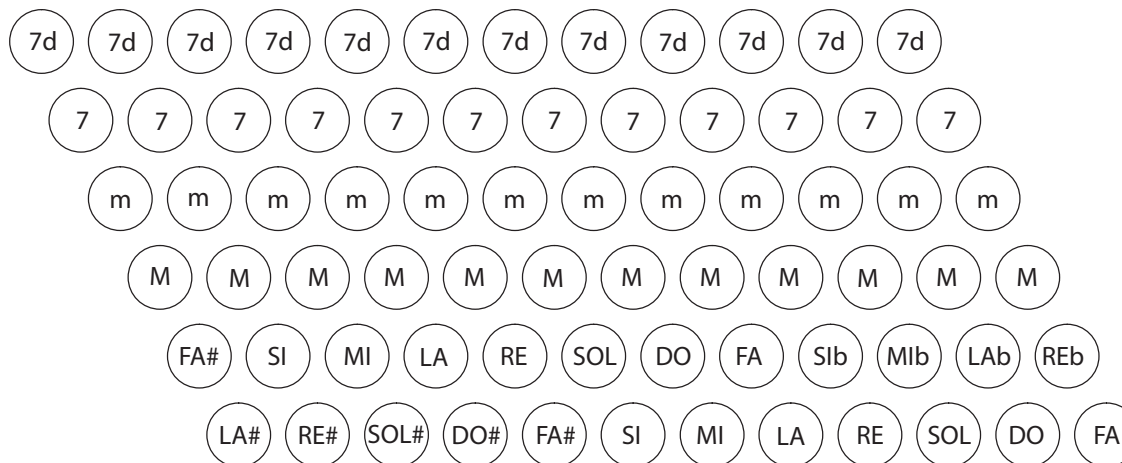 7d 7d 7d 7d 7d 7d 7d 7d 7d 7d 7d 7d
7 7 7 7 7 7 7 7 7 7 7 7
m m m m m m m m m m m m
M M M M M M M M M M M M
FA# SI MI LA RE SOL DO FA SIb MIb LAb REb
LA# RE# SOL# DO# FA# SI MI LA RE SOL DO FA